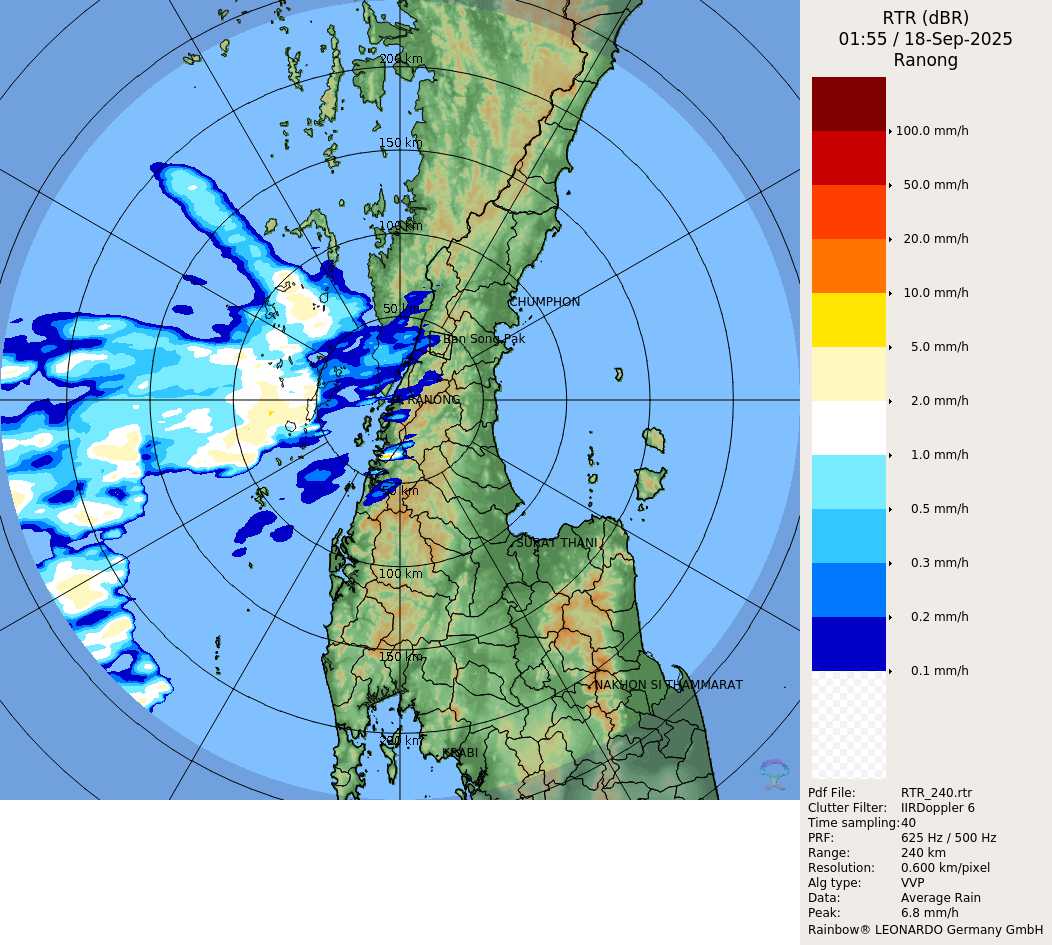 RTR (dBR)
01:55 / 18-Sep-2025
Ranong
100.0 mm/h
50.0 mm/h
20.0 mm/h
10.0 mm/h
5.0 mm/h
2.0 mm/h
1.0 mm/h
0.5 mm/h
0.3 mm/h
0.2 mm/h
0.1 mm/h
Pdf File: RTR_240.rtr
Clutter Filter: IIRDoppler 6
Time sampling: 40
PRF: 625 Hz / 500 Hz
Range: 240 km
Resolution: 0.600 km/pixel
Alg type: VVP
Data: Average Rain
Peak: 6.8 mm/h
Rainbow® LEONARDO Germany GmbH
200 km
150 km
100 km
CHUMPHON
50 km
Ban Song Pak
RANONG
50 km
SURAT THANI
100 km
150 km
NAKHON SI THAMMARAT
200 km
KRABI